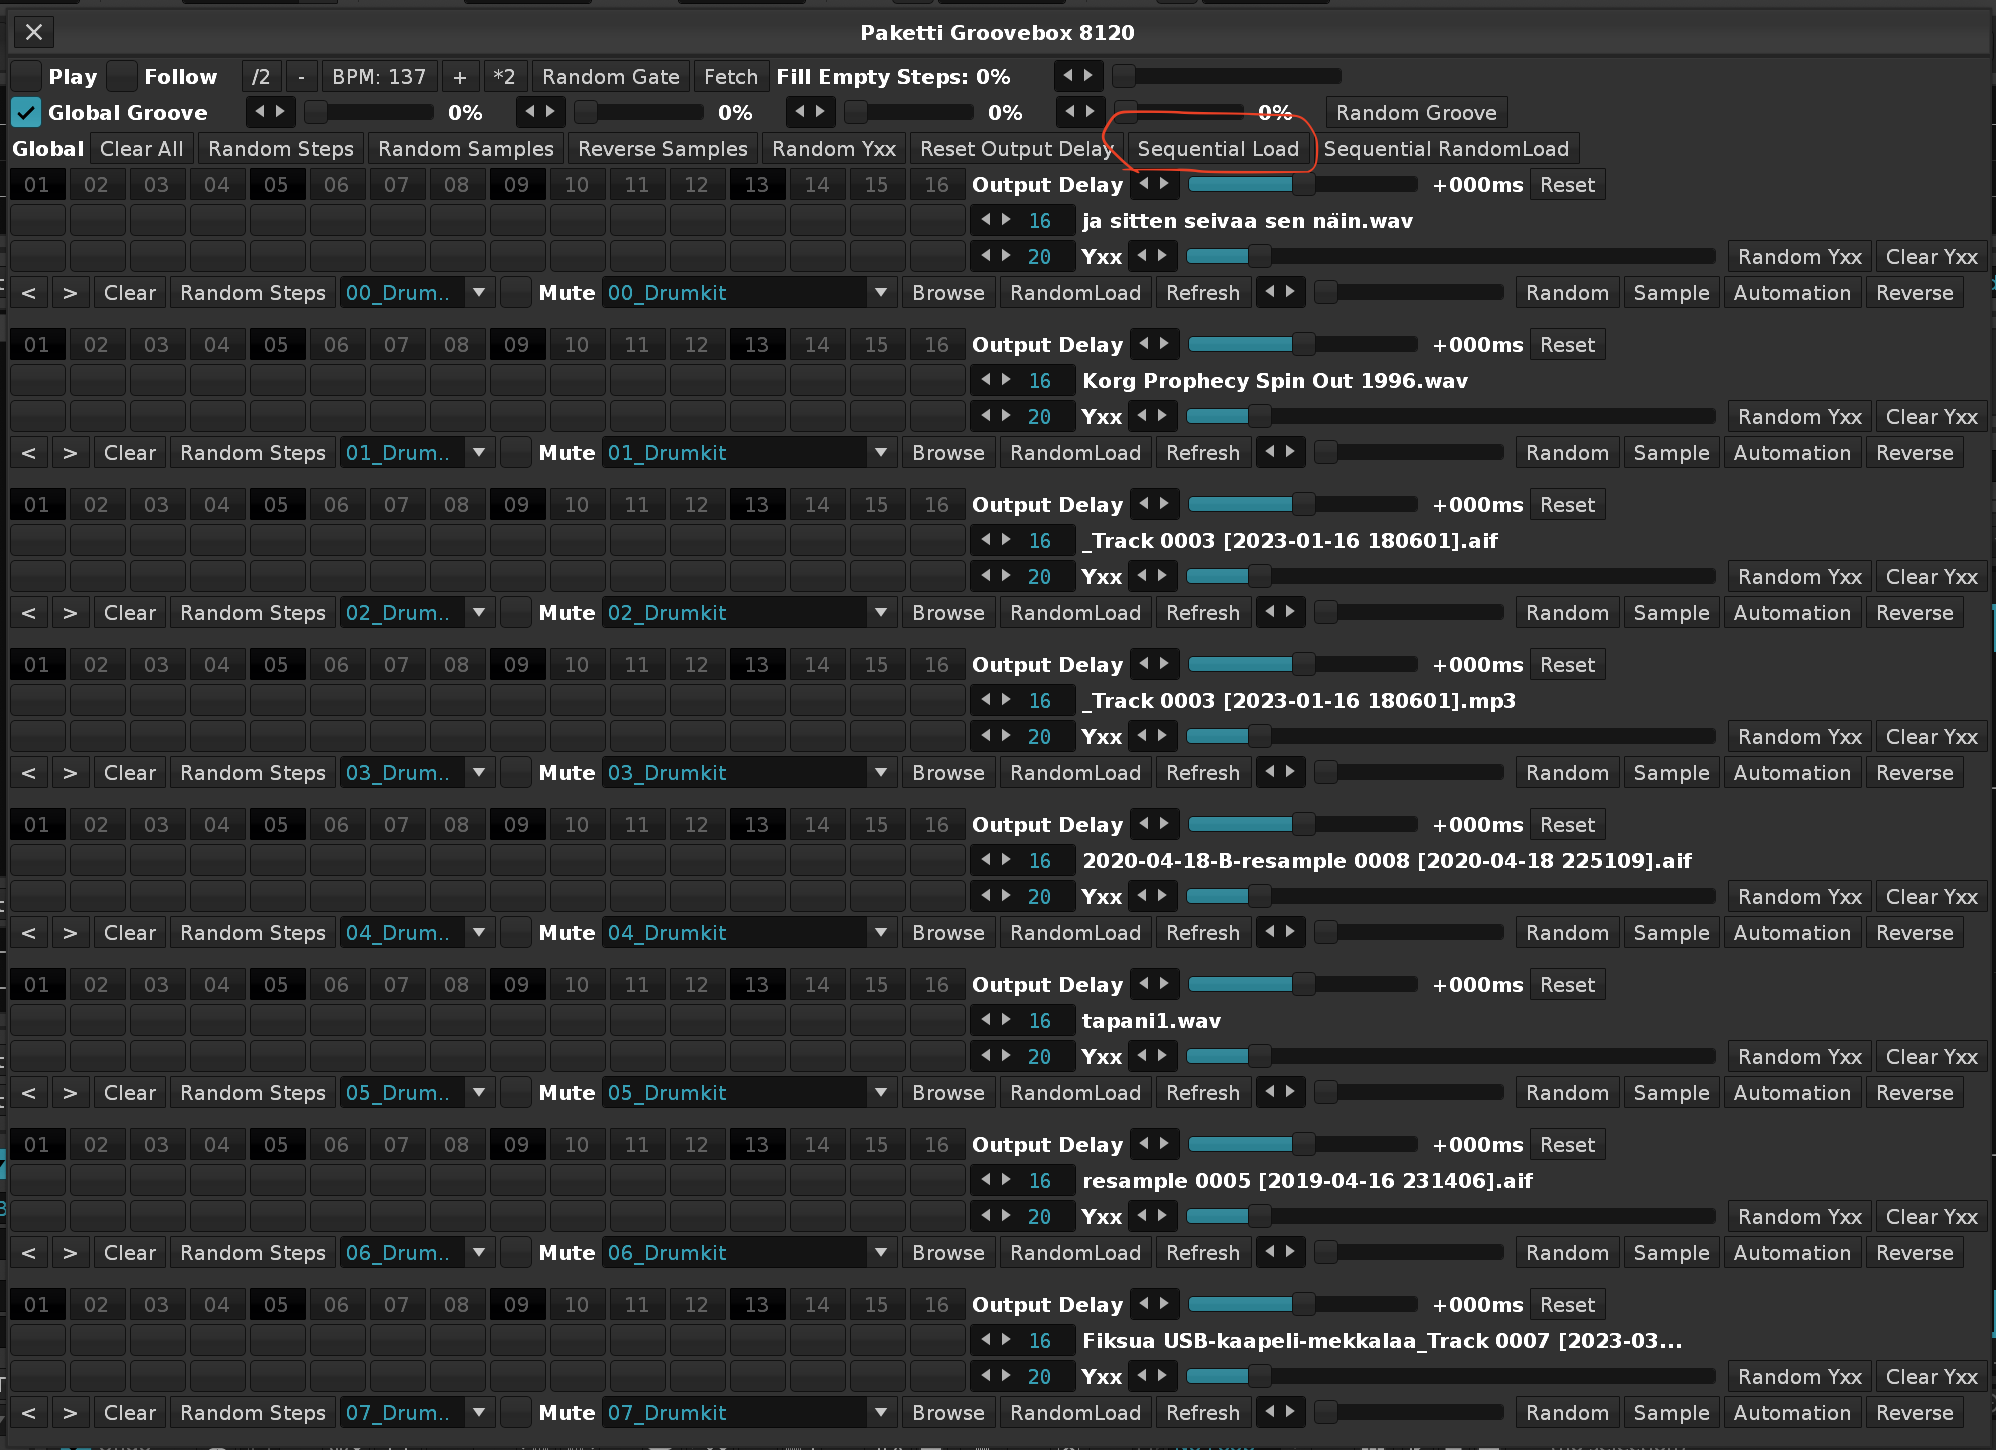 Paketti Groovebox 8120
Play Follow /2 - BPM: 137 + *2 Random Gate Fetch Fill Empty Steps: 0%
Global Groove 0% 0% 0% 0% Random Groove
Global Clear All Random Steps Random Samples Reverse Samples Random Yxx Reset Output Delay Sequential Load Sequential RandomLoad
01 02 03 04 05 06 07 08 09 10 11 12 13 14 15 16 Output Delay +000ms Reset
16 ja sitten seivaa sen näin.wav
20 Yxx Random Yxx Clear Yxx
< > Clear Random Steps 00_Drum.. Mute 00_Drumkit Browse RandomLoad Refresh Random Sample Automation Reverse
01 02 03 04 05 06 07 08 09 10 11 12 13 14 15 16 Output Delay +000ms Reset
16 Korg Prophecy Spin Out 1996.wav
20 Yxx Random Yxx Clear Yxx
< > Clear Random Steps 01_Drum.. Mute 01_Drumkit Browse RandomLoad Refresh Random Sample Automation Reverse
01 02 03 04 05 06 07 08 09 10 11 12 13 14 15 16 Output Delay +000ms Reset
16 _Track 0003 [2023-01-16 180601].aif
20 Yxx Random Yxx Clear Yxx
< > Clear Random Steps 02_Drum.. Mute 02_Drumkit Browse RandomLoad Refresh Random Sample Automation Reverse
01 02 03 04 05 06 07 08 09 10 11 12 13 14 15 16 Output Delay +000ms Reset
16 _Track 0003 [2023-01-16 180601].mp3
20 Yxx Random Yxx Clear Yxx
< > Clear Random Steps 03_Drum.. Mute 03_Drumkit Browse RandomLoad Refresh Random Sample Automation Reverse
01 02 03 04 05 06 07 08 09 10 11 12 13 14 15 16 Output Delay +000ms Reset
16 2020-04-18-B-resample 0008 [2020-04-18 225109].aif
20 Yxx Random Yxx Clear Yxx
< > Clear Random Steps 04_Drum.. Mute 04_Drumkit Browse RandomLoad Refresh Random Sample Automation Reverse
01 02 03 04 05 06 07 08 09 10 11 12 13 14 15 16 Output Delay +000ms Reset
16 tapani1.wav
20 Yxx Random Yxx Clear Yxx
< > Clear Random Steps 05_Drum.. Mute 05_Drumkit Browse RandomLoad Refresh Random Sample Automation Reverse
01 02 03 04 05 06 07 08 09 10 11 12 13 14 15 16 Output Delay +000ms Reset
16 resample 0005 [2019-04-16 231406].aif
20 Yxx Random Yxx Clear Yxx
< > Clear Random Steps 06_Drum.. Mute 06_Drumkit Browse RandomLoad Refresh Random Sample Automation Reverse
01 02 03 04 05 06 07 08 09 10 11 12 13 14 15 16 Output Delay +000ms Reset
16 Fiksua USB-kaapeli-mekkalaa_Track 0007 [2023-03...
20 Yxx Random Yxx Clear Yxx
< > Clear Random Steps 07_Drum.. Mute 07_Drumkit Browse RandomLoad Refresh Random Sample Automation Reverse